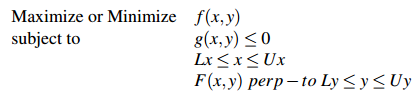 Maximize or Minimize f(x,y)
subject to g(x,y) ≤ 0
Lx ≤ x ≤ Ux
F(x,y) perp − to Ly ≤ y ≤ Uy